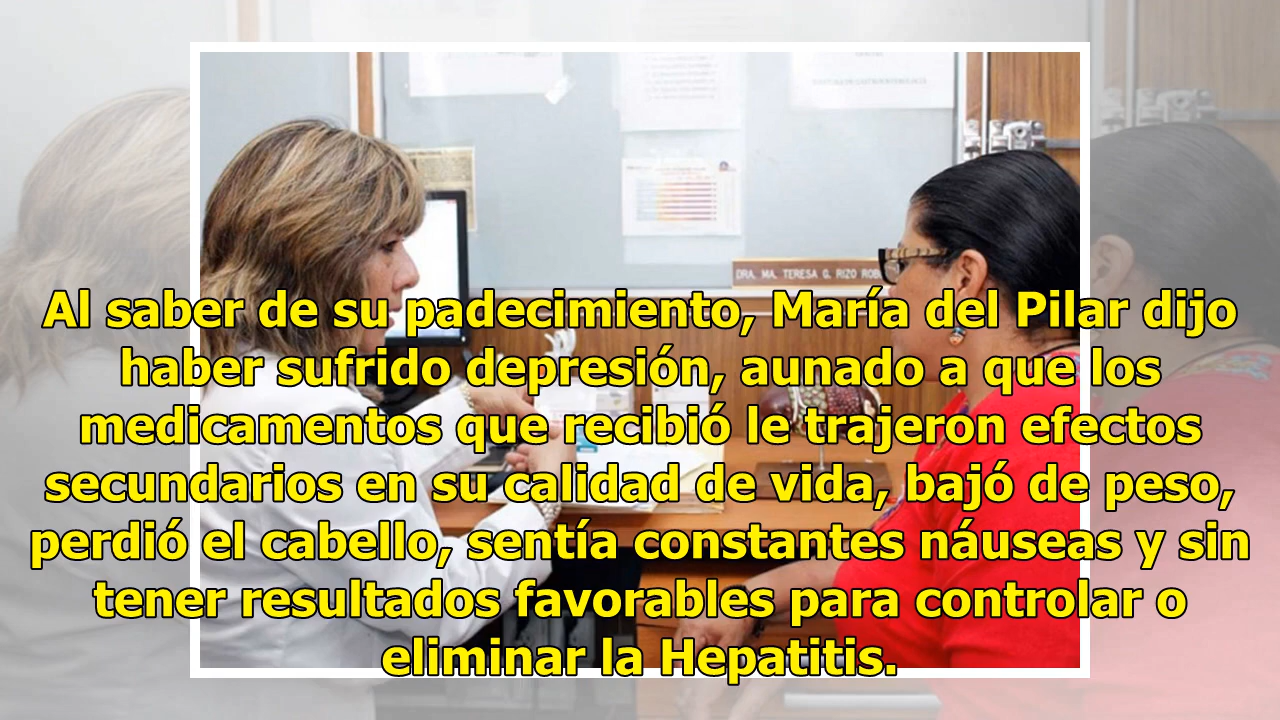 DRA. MA. TERESA G. RIZO ROB
Al saber de su padecimiento, María del Pilar dijo
haber sufrido depresión, aunado a que los
medicamentos que recibió le trajeron efectos
secundarios en su calidad de vida, bajó de peso,
perdió el cabello, sentía constantes náuseas y sin
tener resultados favorables para controlar o
eliminar la Hepatitis.